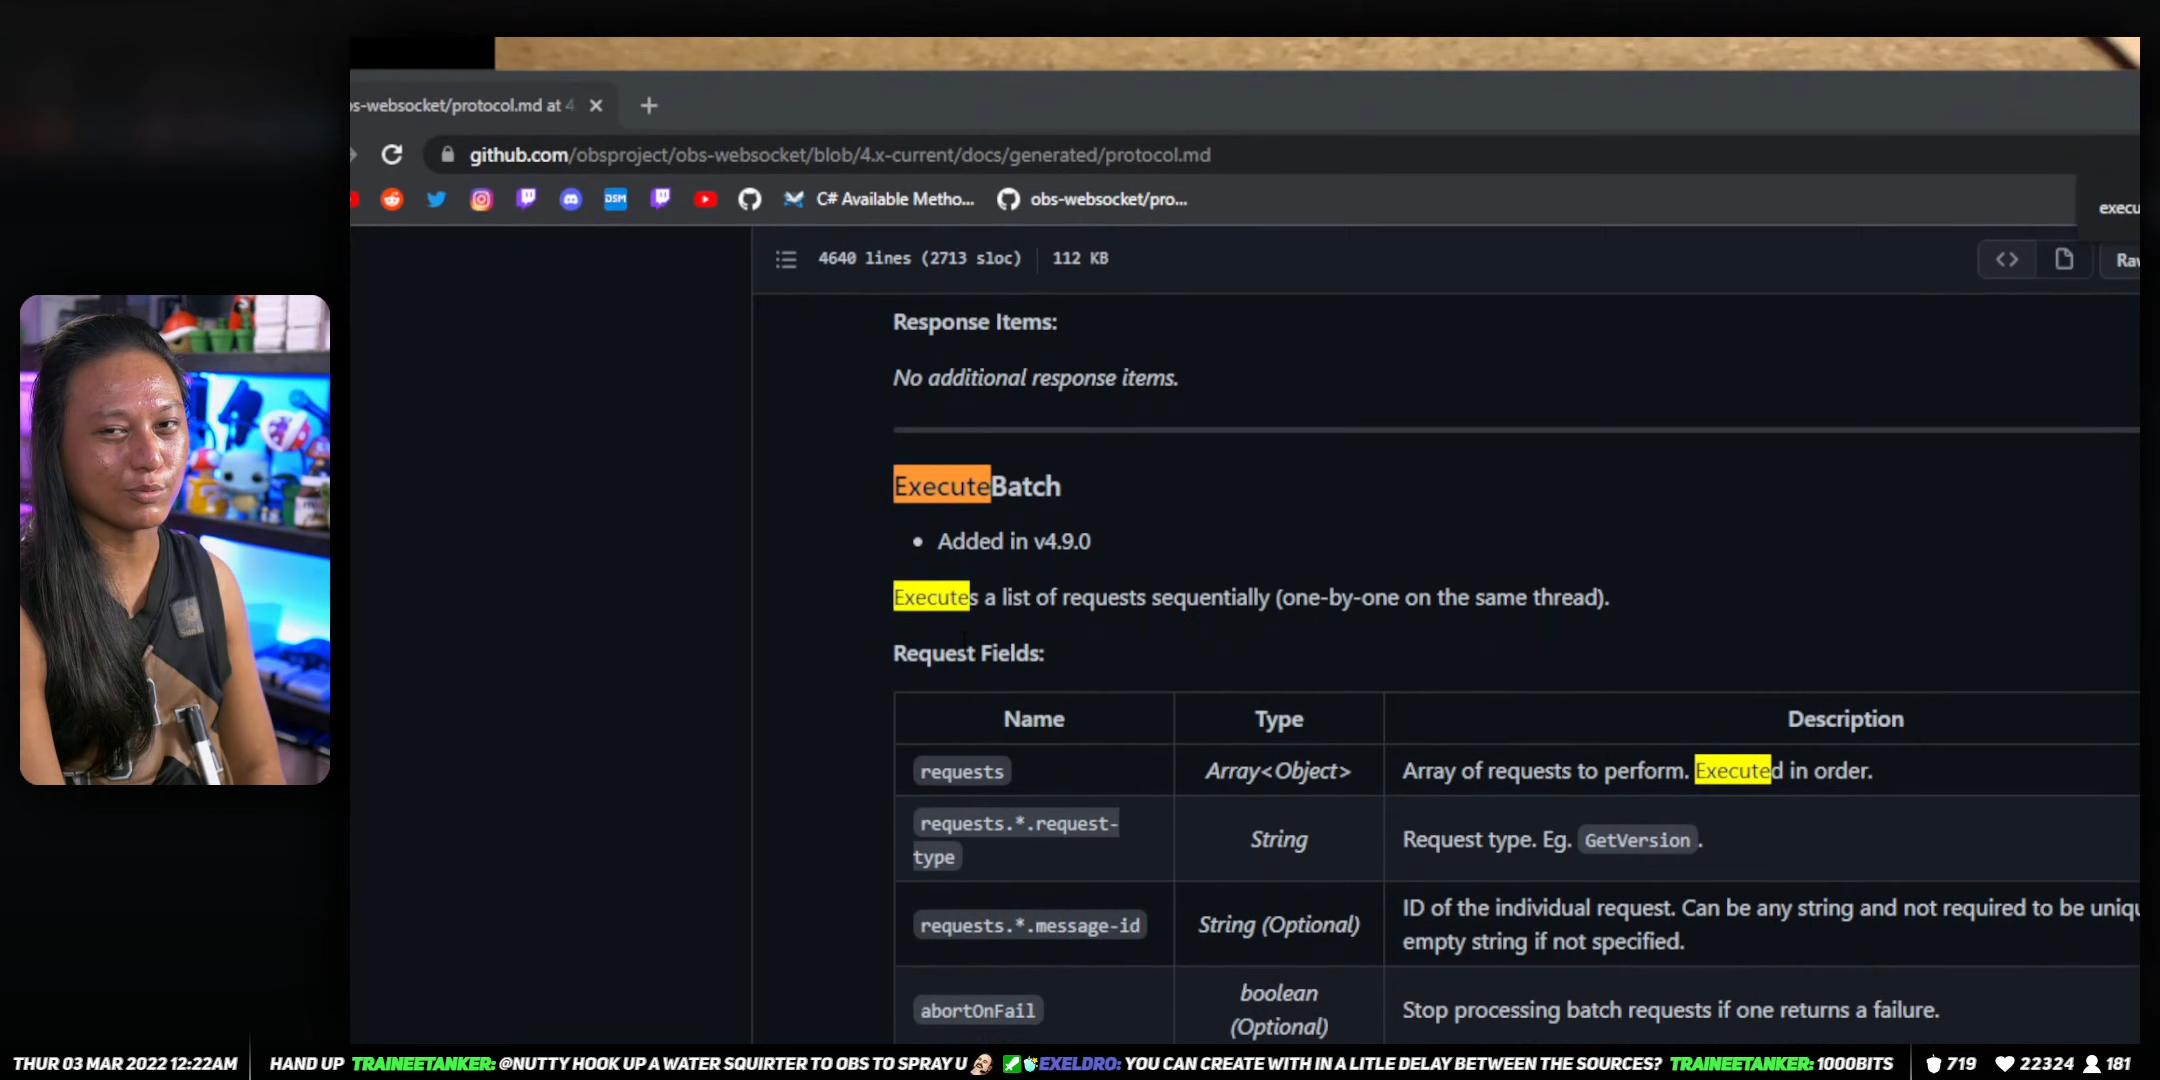 bs-websocket/protocol.md at 4
github.com/obsproject/obs-websocket/blob/4.x-current/docs/generated/protocol.md
DSM
C# Available Metho...
obs-websocket/pro...
execu
4640 lines (2713 sloc) 112 KB
Raw
Response Items:
No additional response items.
ExecuteBatch
Added in v4.9.0
Executes a list of requests sequentially (one-by-one on the same thread).
Request Fields:
Name Type Description
requests Array<Object> Array of requests to perform. Executed in order.
requests.*.request-type String Request type. Eg. GetVersion.
requests.*.message-id String (Optional) ID of the individual request. Can be any string and not required to be uniqu
empty string if not specified.
abortOnFail boolean (Optional) Stop processing batch requests if one returns a failure.
THUR 03 MAR 2022 12:22AM
HAND UP TRAINEETANKER: @NUTTY HOOK UP A WATER SQUIRTER TO OBS TO SPRAY U EXELDRO: YOU CAN CREATE WITH IN A LITLE DELAY BETWEEN THE SOURCES? TRAINEETANKER: 1000BITS
719 22324 181